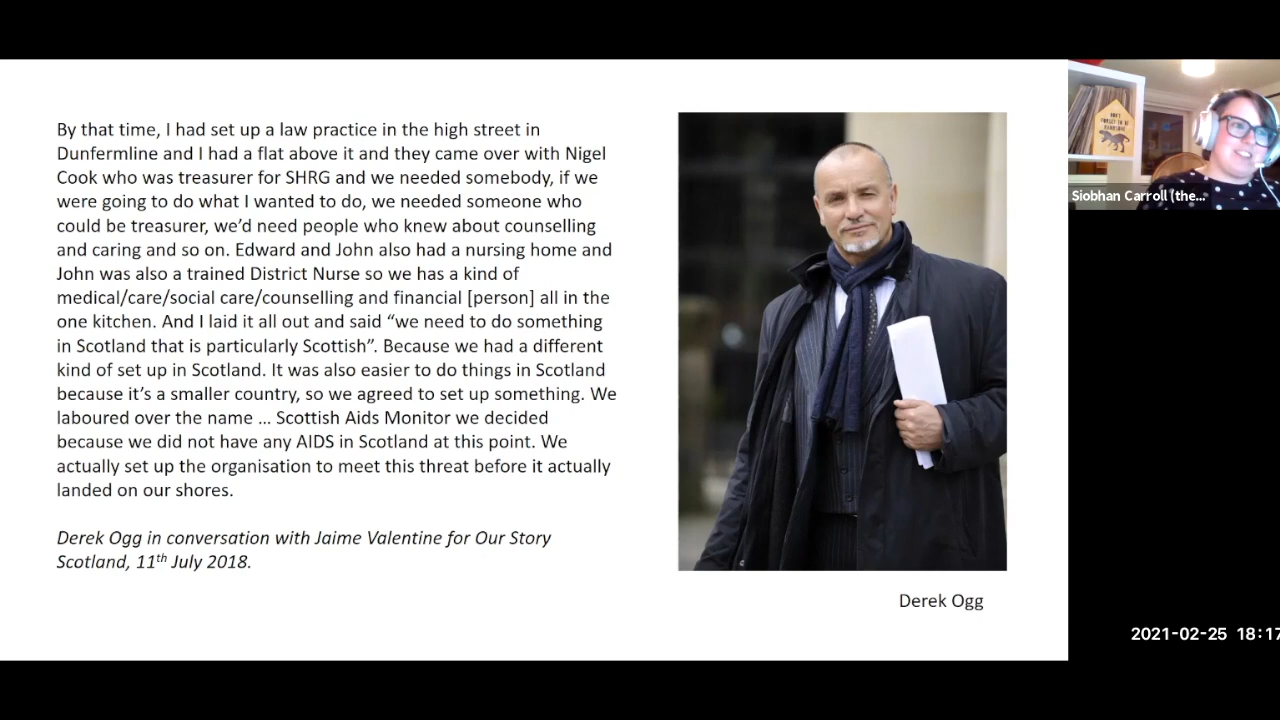 By that time, I had set up a law practice in the high street in
Dunfermline and I had a flat above it and they came over with Nigel
Cook who was treasurer for SHRG and we needed somebody, if we
were going to do what I wanted to do, we needed someone who
could be treasurer, we’d need people who knew about counselling
and caring and so on. Edward and John also had a nursing home and
John was also a trained District Nurse so we has a kind of
medical/care/social care/counselling and financial [person] all in the
one kitchen. And I laid it all out and said “we need to do something
in Scotland that is particularly Scottish”. Because we had a different
kind of set up in Scotland. It was also easier to do things in Scotland
because it’s a smaller country, so we agreed to set up something. We
laboured over the name … Scottish Aids Monitor we decided
because we did not have any AIDS in Scotland at this point. We
actually set up the organisation to meet this threat before it actually
landed on our shores.
Derek Ogg in conversation with Jaime Valentine for Our Story
Scotland, 11th July 2018.
Derek Ogg
DON'T
FORGET TO BE
Siobhan Carroll (the...
2021-02-25 18:17